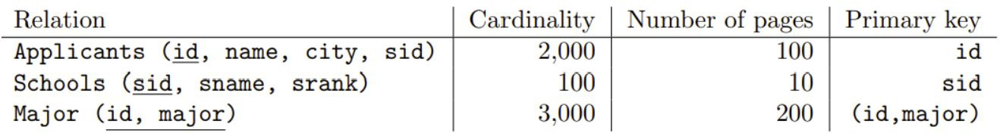 Relation Cardinality Number of pages Primary key
Applicants (id, name, city, sid) 2,000 100 id
Schools (sid, sname, srank) 100 10 sid
Major (id, major) 3,000 200 (id,major)